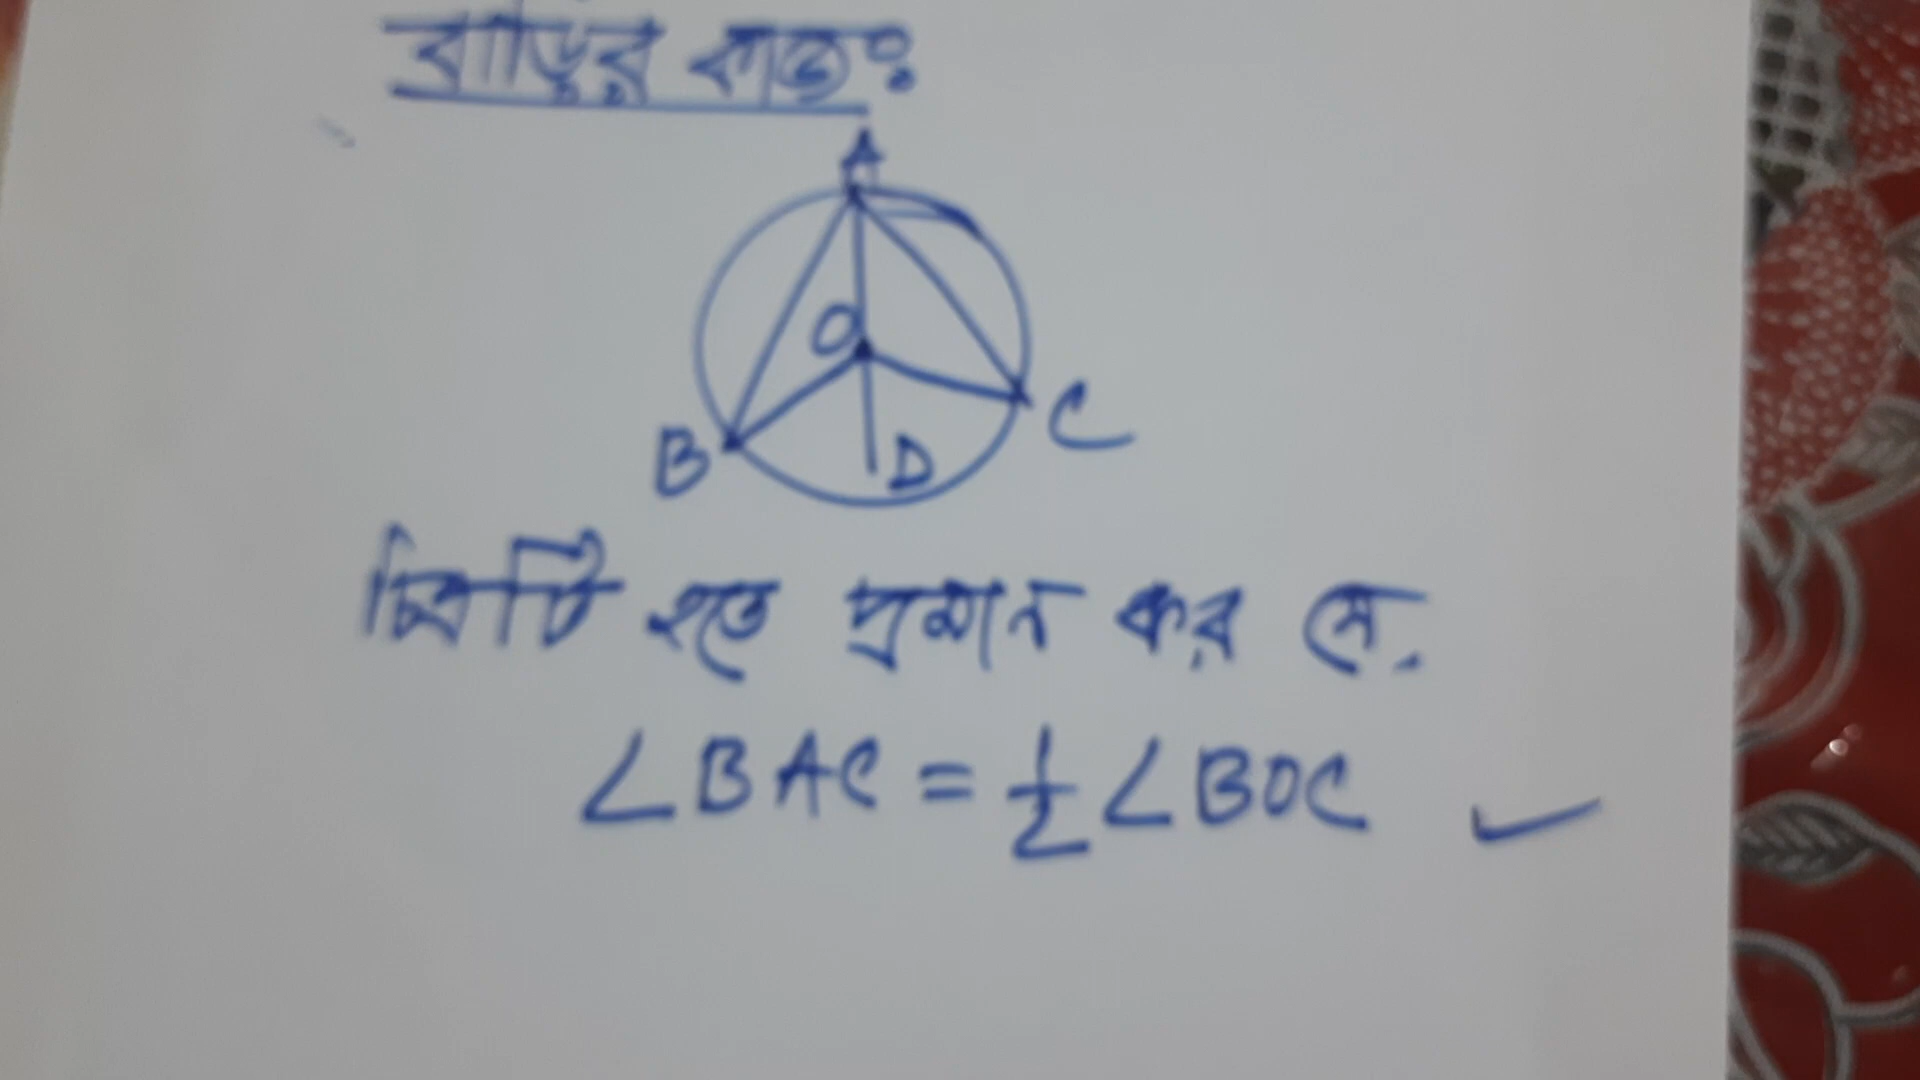 বাড়ির কাজঃ
A
O
B
C
D
চিত্রটি হতে প্রমান কর যে.
∠BAC = 1/2 ∠BOC